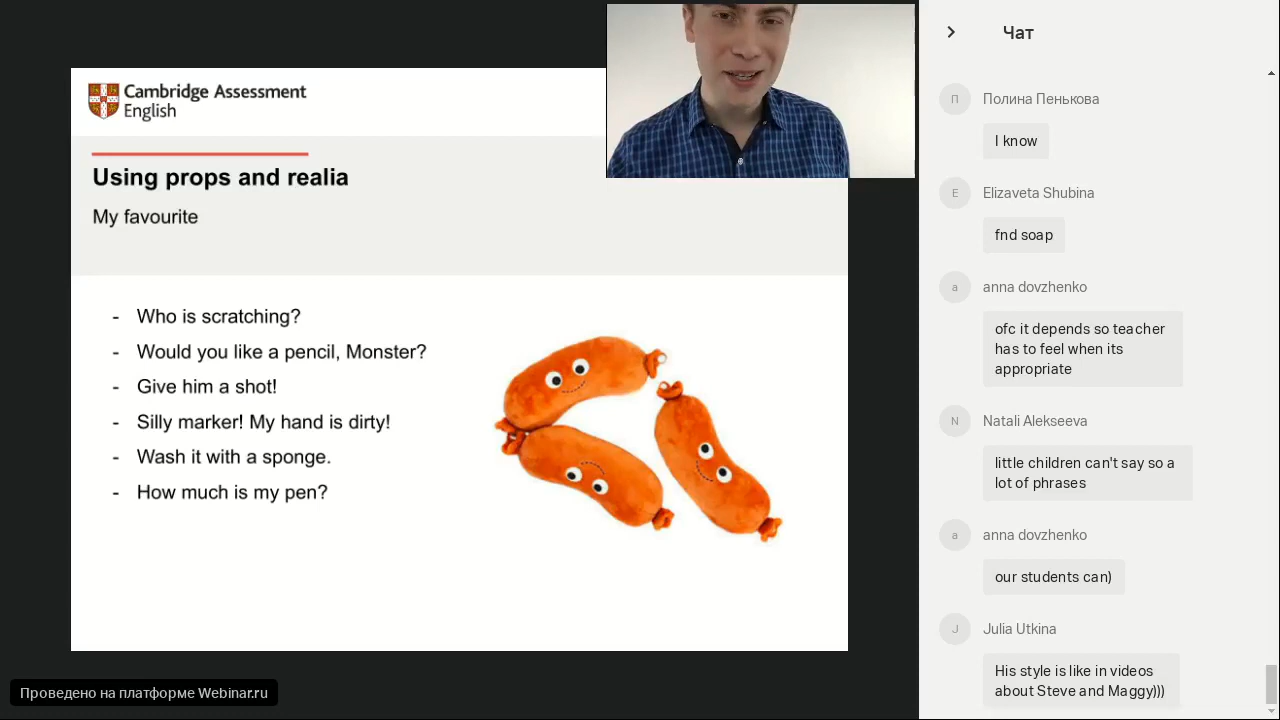 Cambridge Assessment
English
Using props and realia
My favourite
- Who is scratching?
- Would you like a pencil, Monster?
- Give him a shot!
- Silly marker! My hand is dirty!
- Wash it with a sponge.
- How much is my pen?
Проведено на платформе Webinar.ru
Чат
П Полина Пенькова
I know
E Elizaveta Shubina
fnd soap
a anna dovzhenko
ofc it depends so teacher
has to feel when its
appropriate
N Natali Alekseeva
little children can't say so a
lot of phrases
a anna dovzhenko
our students can)
J Julia Utkina
His style is like in videos
about Steve and Maggy)))